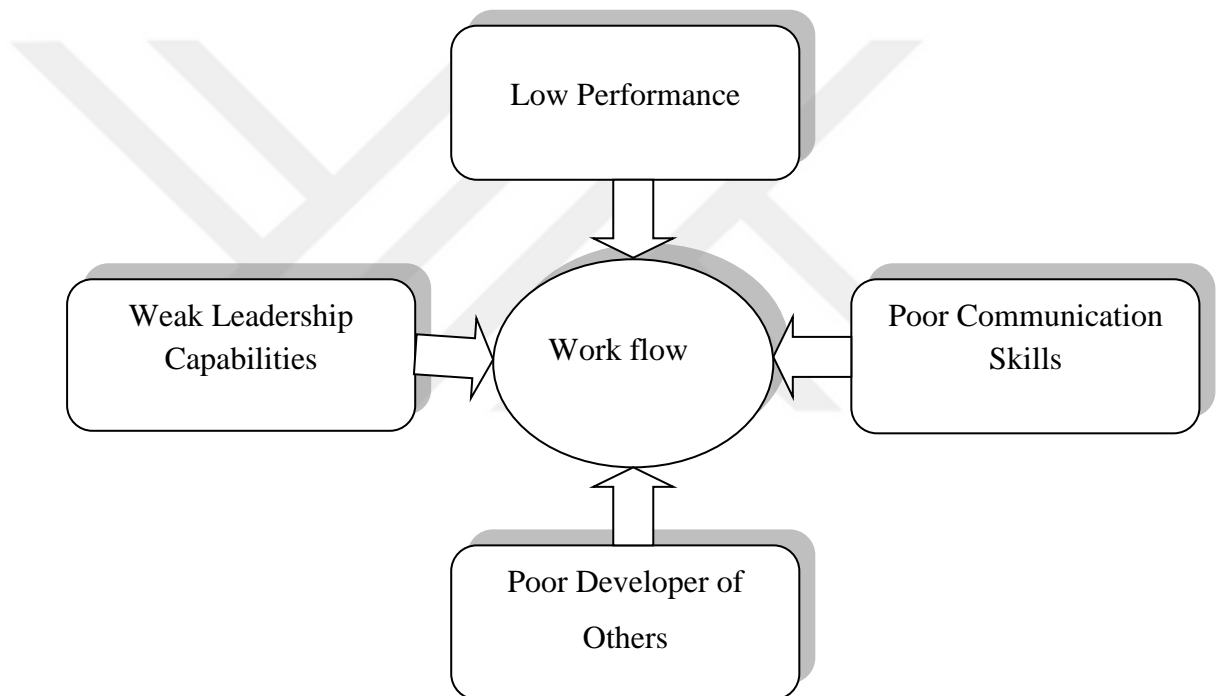 Low Performance
Weak Leadership
Capabilities
Work flow
Poor Communication
Skills
Poor Developer of
Others